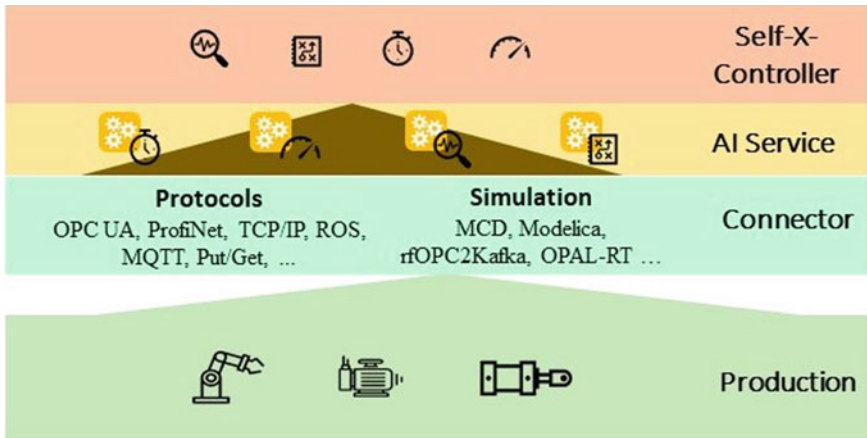 Self-X-
Controller
AI Service
Protocols
OPC UA, ProfiNet, TCP/IP, ROS,
MQTT, Put/Get, ...
Simulation
MCD, Modelica,
rfOPC2Kafka, OPAL-RT ...
Connector
Production